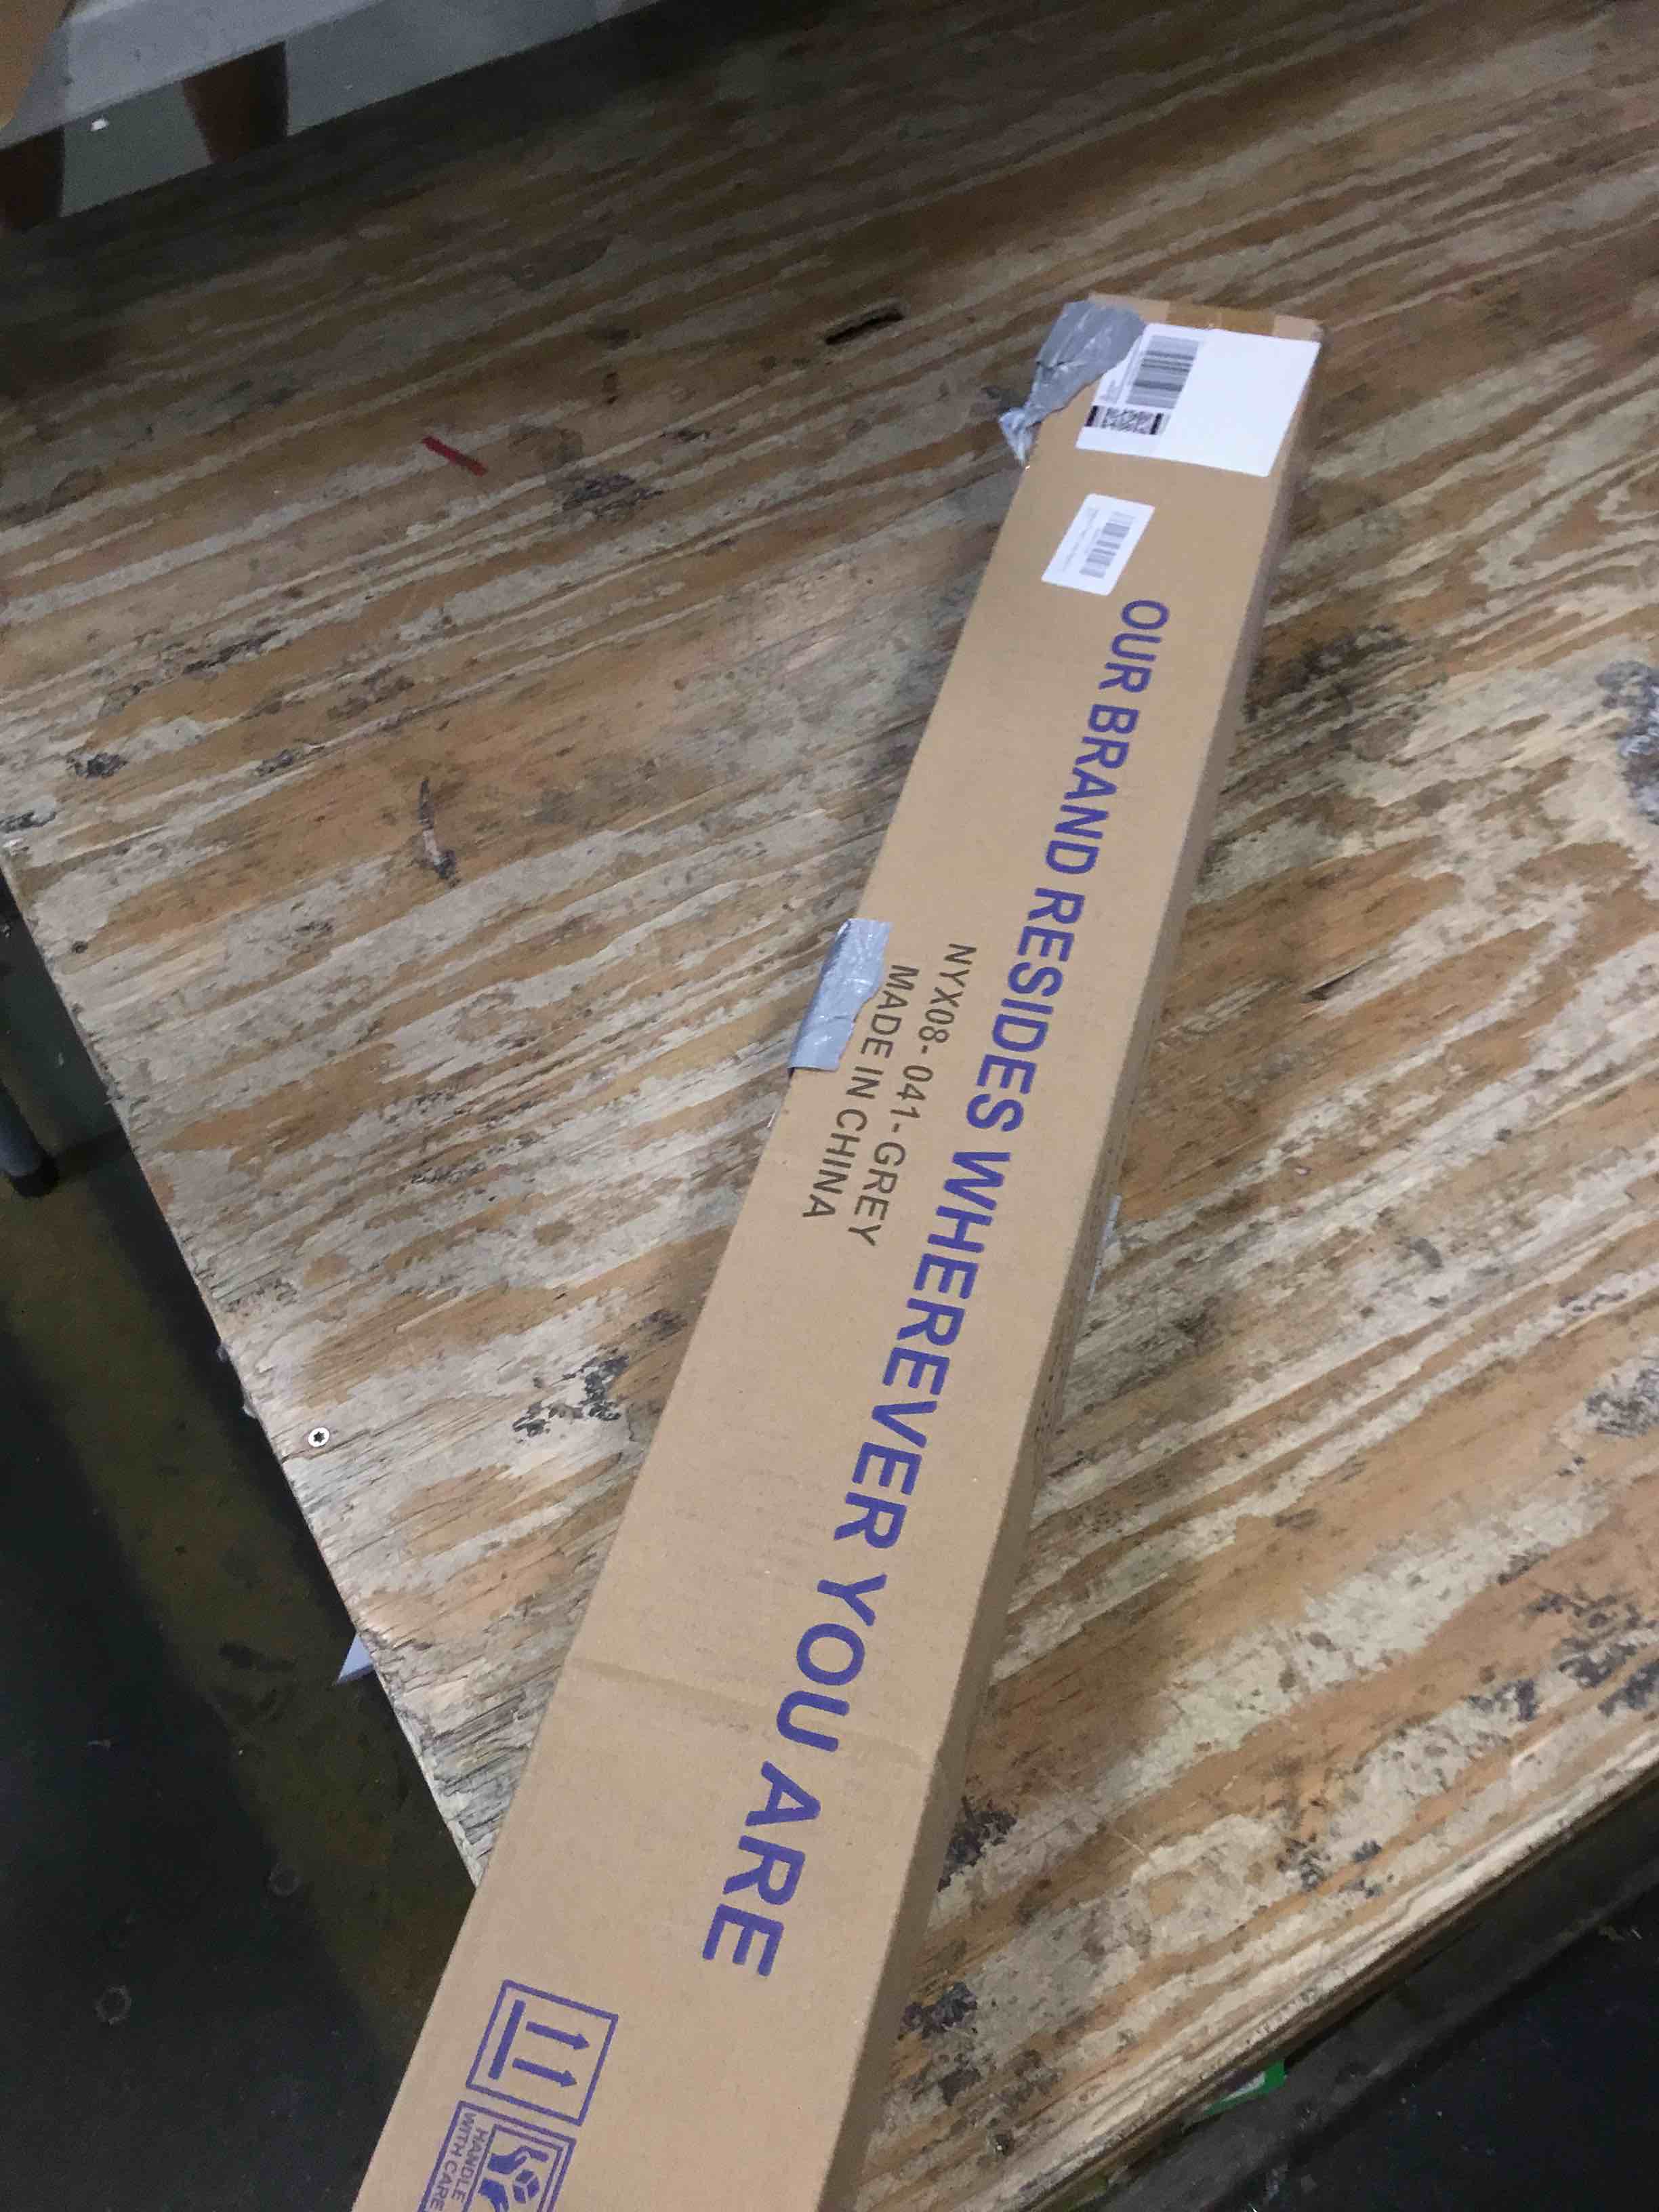 OUR BRAND RESIDES WHEREVER YOU ARE
NYX08-041-GREY
MADE IN CHINA
HANDLE
WITH CARE